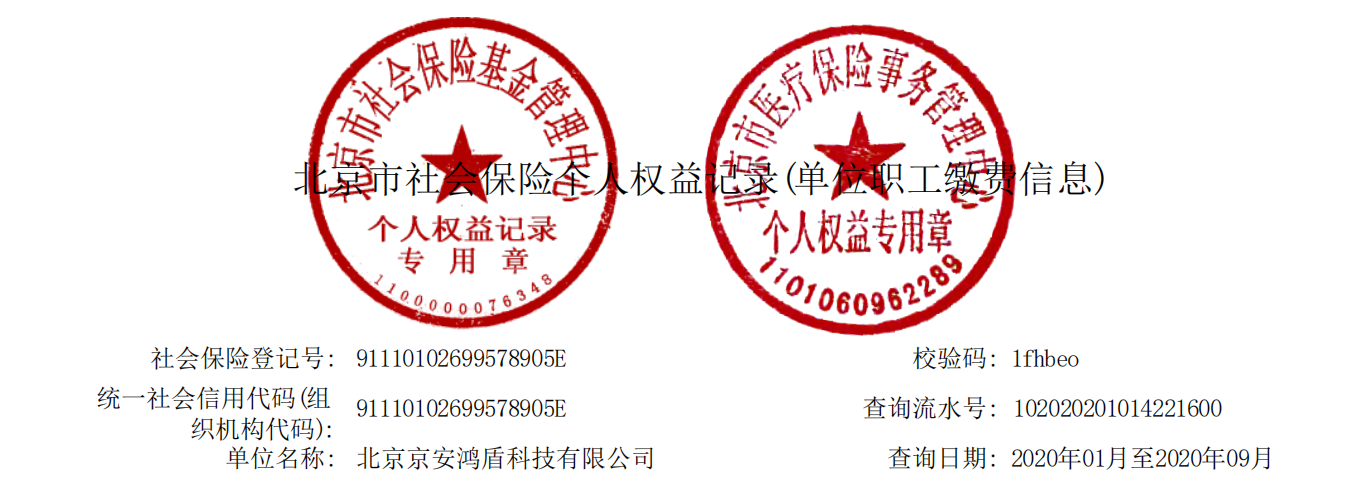 北京市社会保险基金管理中心
个人权益记录
专用章
1100000076348
北京市医疗保险事务管理中心
个人权益专用章
1101060962289
北京市社会保险个人权益记录(单位职工缴费信息)
社会保险登记号: 91110102699578905E
校验码: 1fhbeo
统一社会信用代码(组
织机构代码):
91110102699578905E
查询流水号: 102020201014221600
单位名称: 北京京安鸿盾科技有限公司
查询日期: 2020年01月至2020年09月